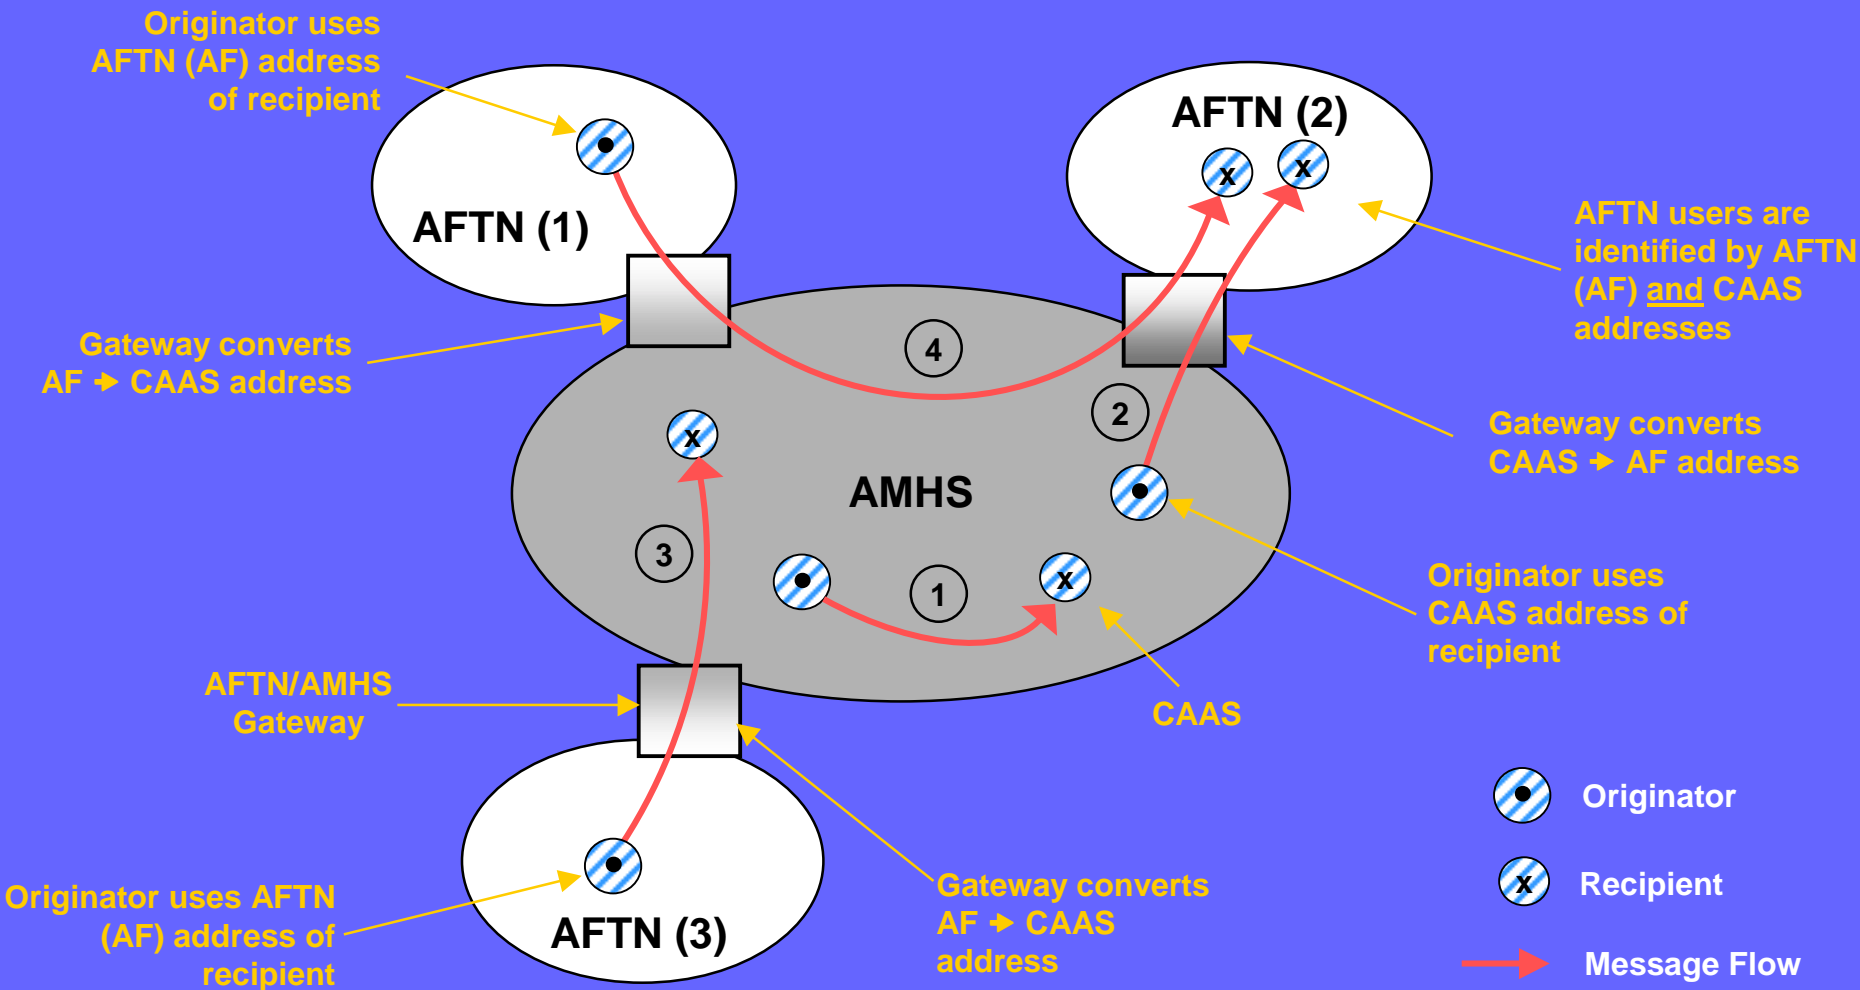 Originator uses
AFTN (AF) address
of recipient
AFTN (1)
AFTN (2)
x
x
AFTN users are
identified by AFTN
(AF) and CAAS
addresses
Gateway converts
AF → CAAS address
4
2
Gateway converts
CAAS → AF address
x
AMHS
3
1
x
Originator uses
CAAS address of
recipient
AFTN/AMHS
Gateway
CAAS
Originator uses AFTN
(AF) address of
recipient
AFTN (3)
Gateway converts
AF → CAAS
address
Originator
x
Recipient
Message Flow